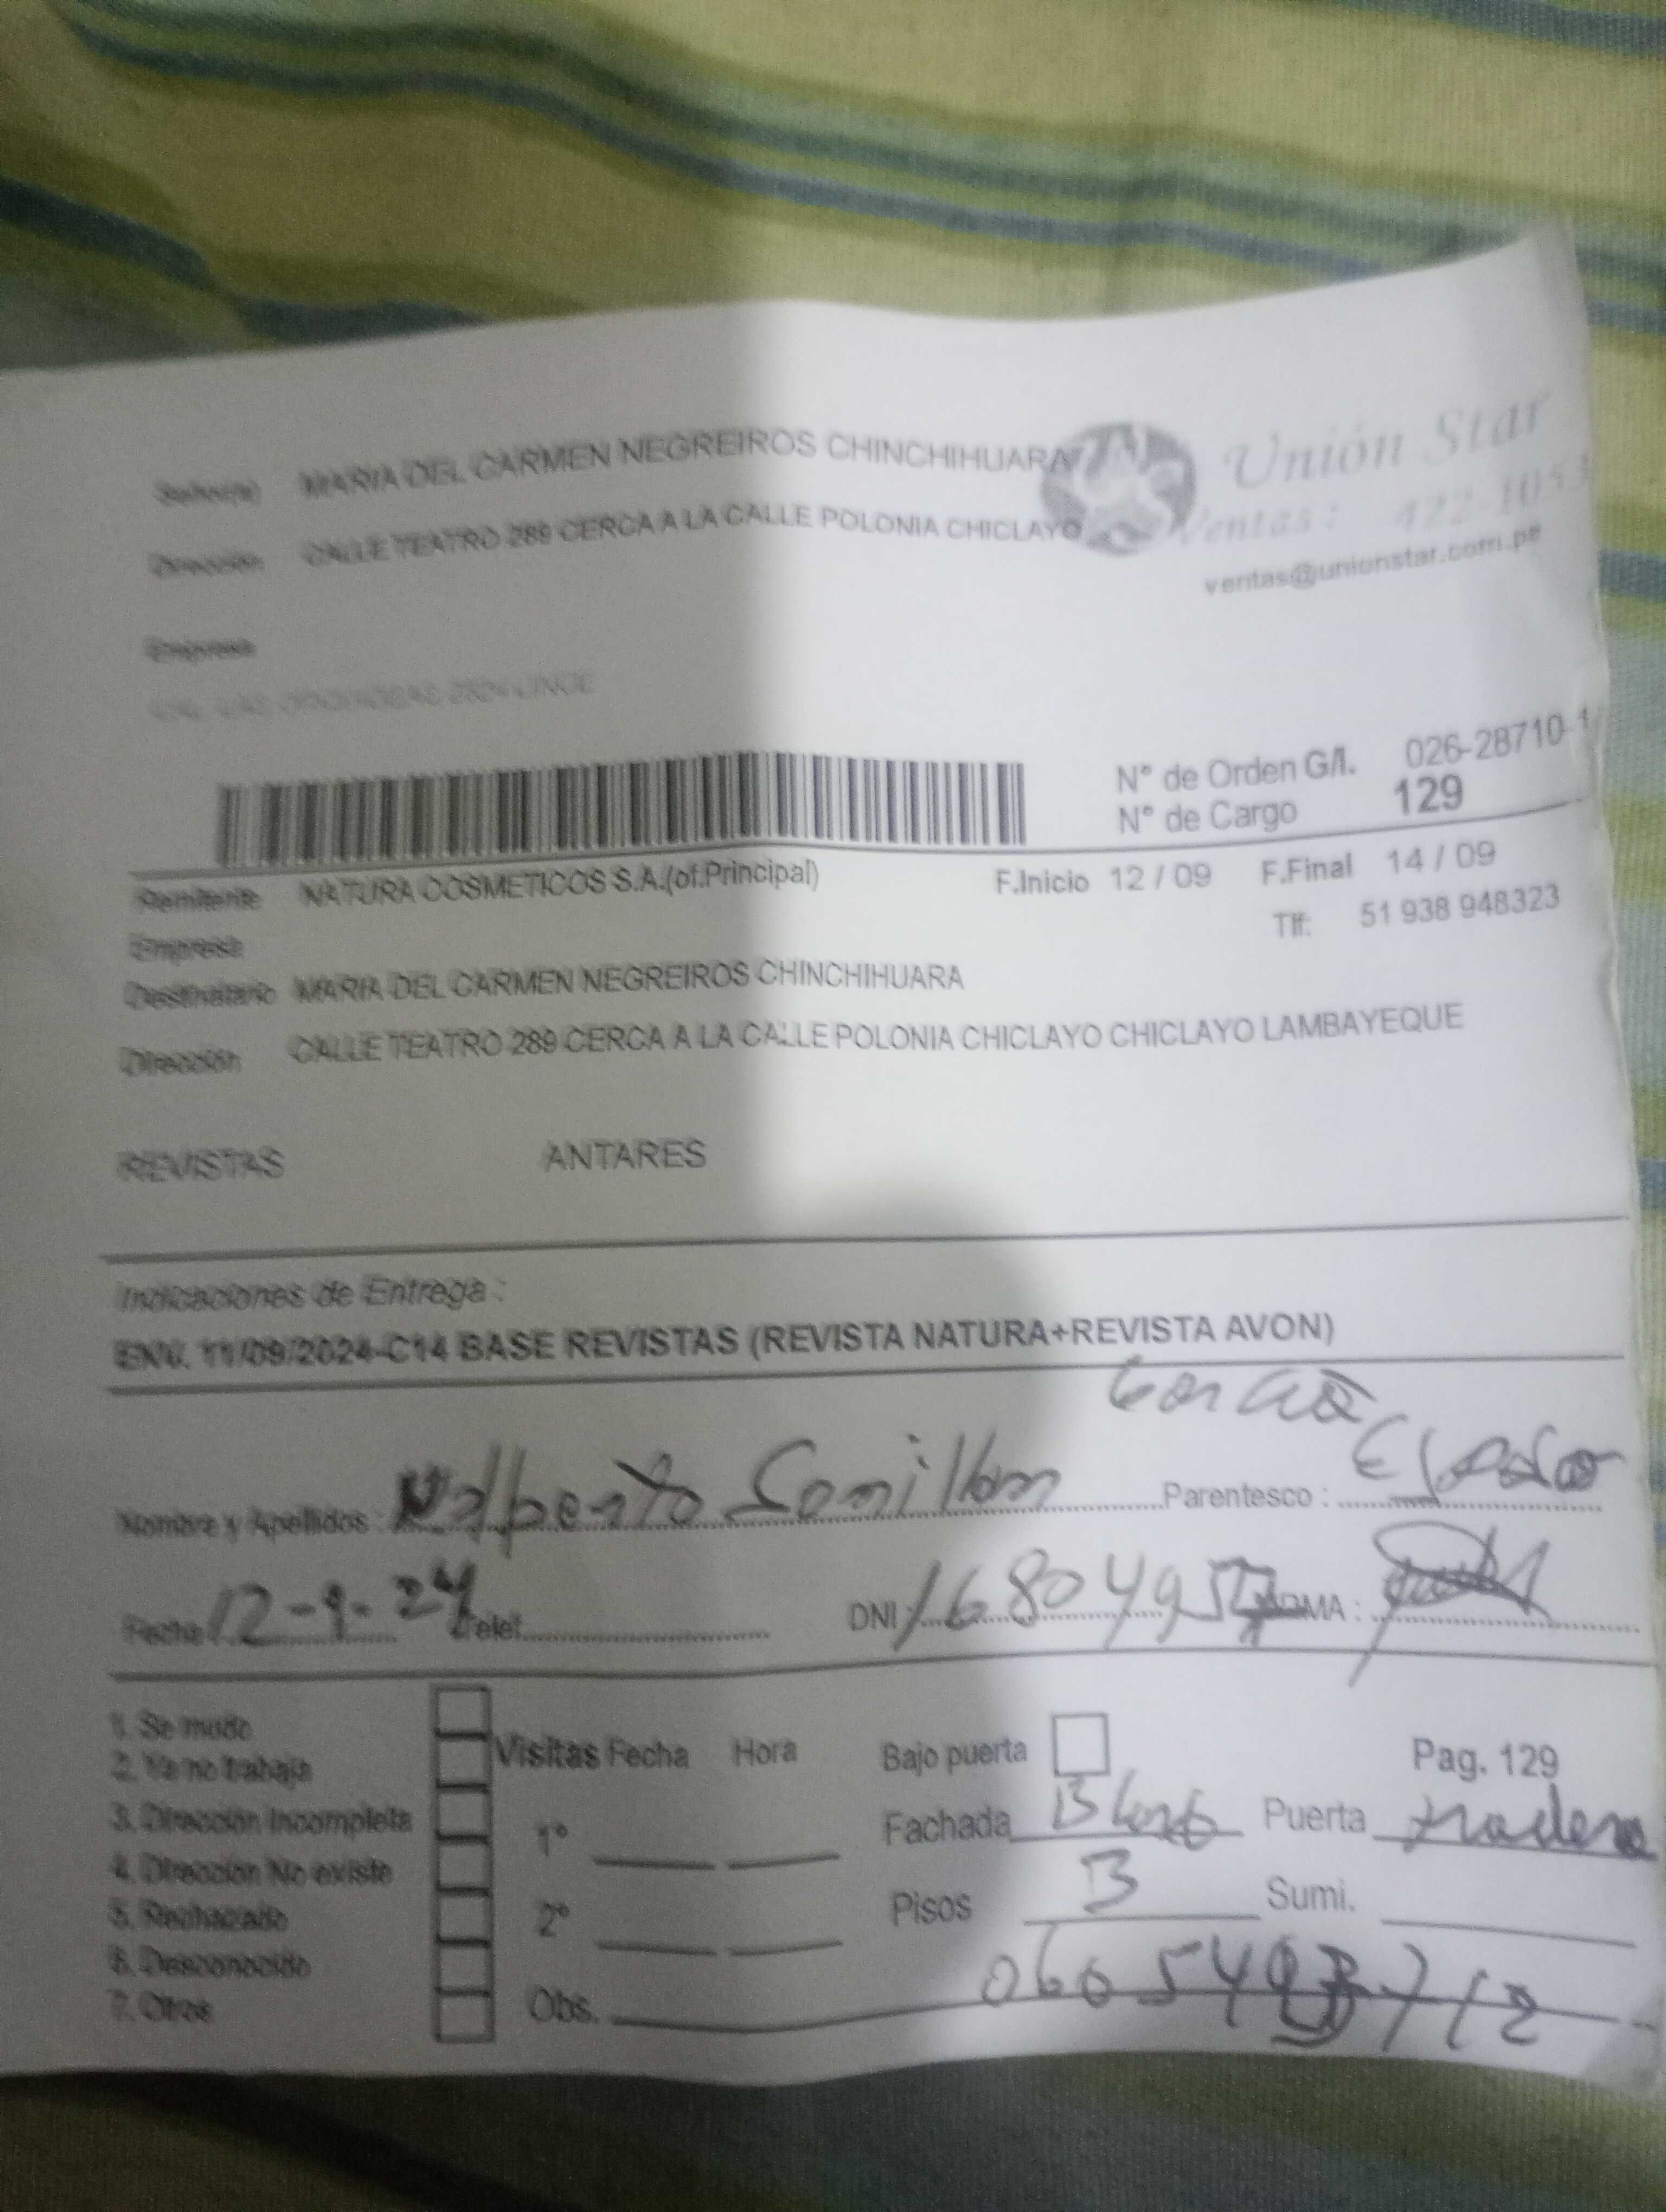 Señor(a) MARIA DEL CARMEN NEGREIROS CHINCHIHUARA
Unión Star
Ventas: 422-1053
Dirección CALLE TEATRO 289 CERCA A LA CALLE POLONIA CHICLAYO
ventas@unionstar.com.pe
Empresa
N° de Orden G/I. 026-28710-1
N° de Cargo 129
Remitente NATURA COSMETICOS S.A.(of.Principal) F.Inicio 12 / 09 F.Final 14 / 09
Empresa Tlf: 51 938 948323
Destinatario MARIA DEL CARMEN NEGREIROS CHINCHIHUARA
Dirección CALLE TEATRO 289 CERCA A LA CALLE POLONIA CHICLAYO CHICLAYO LAMBAYEQUE
REVISTAS ANTARES
Indicaciones de Entrega :
ENV. 11/09/2024-C14 BASE REVISTAS (REVISTA NATURA+REVISTA AVON)
Nombre y Apellidos : Parentesco : Esposo
Fecha 12-9-24 Telef. DNI 16804957 FIRMA :
1. Se mudo
2. Ya no trabaja
3. Dirección Incompleta
4. Dirección No existe
5. Rechazado
6. Desconocido
7. Otros
Visitas Fecha Hora
1°
2°
Obs.
Bajo puerta Pag. 129
Fachada Puerta madera
Pisos 3 Sumi.